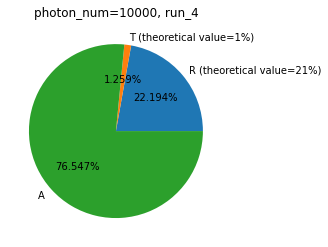 photon_num=10000, run_4
T (theoretical value=1%)
R (theoretical value=21%)
1.259%
22.194%
76.547%
A